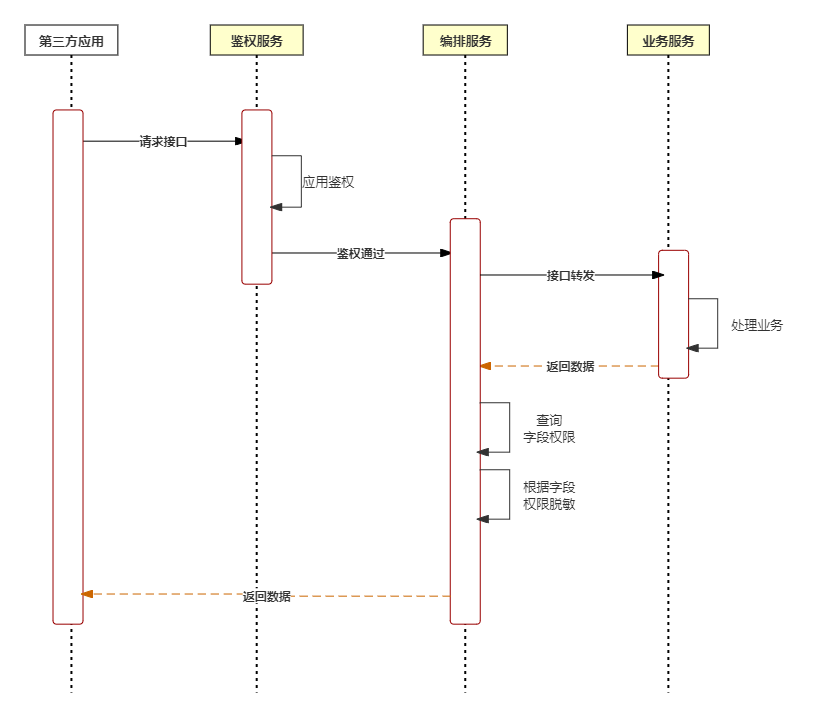 第三方应用
鉴权服务
编排服务
业务服务
请求接口
应用鉴权
鉴权通过
接口转发
处理业务
返回数据
查询
字段权限
根据字段
权限脱敏
返回数据